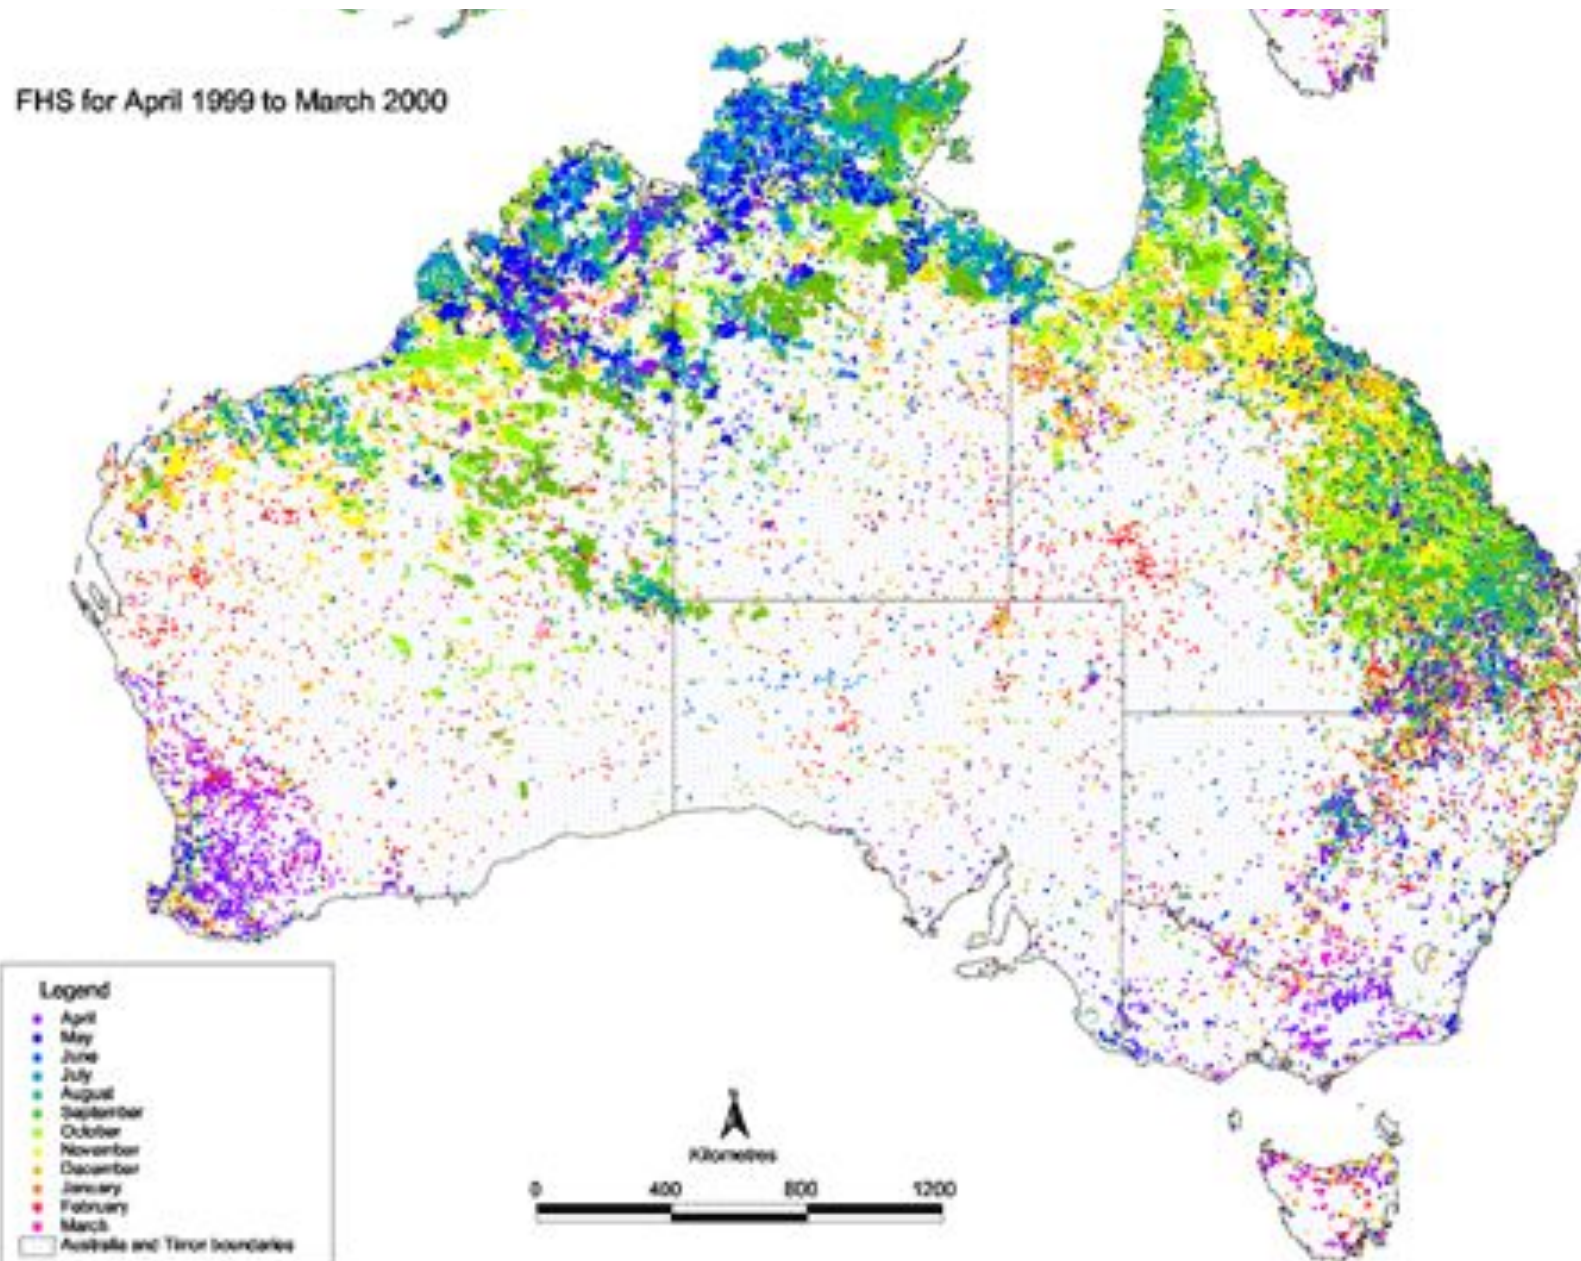 FHS for April 1999 to March 2000
Legend
April
May
June
July
August
September
October
November
December
January
February
March
Australia and Timor boundaries
N
Kilometres
0 400 800 1200